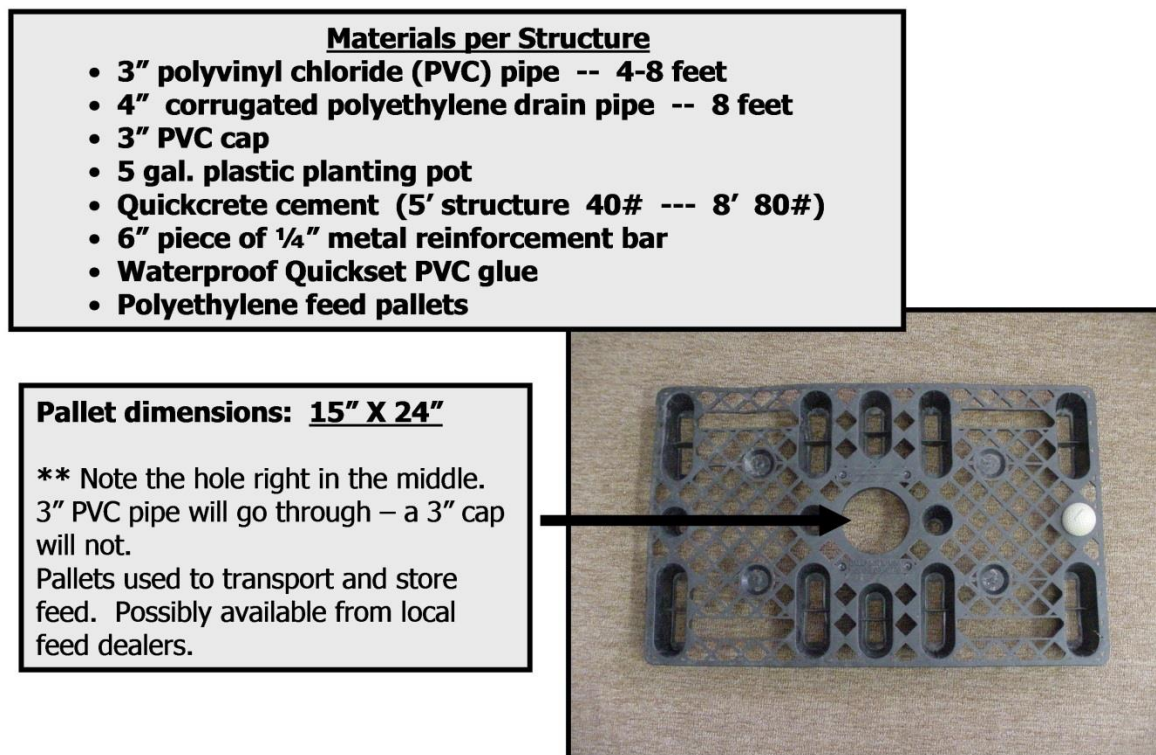 Materials per Structure
• 3″ polyvinyl chloride (PVC) pipe -- 4-8 feet
• 4″ corrugated polyethylene drain pipe -- 8 feet
• 3″ PVC cap
• 5 gal. plastic planting pot
• Quickcrete cement (5′ structure 40# --- 8′ 80#)
• 6″ piece of ¼″ metal reinforcement bar
• Waterproof Quickset PVC glue
• Polyethylene feed pallets
Pallet dimensions: 15″ X 24″
** Note the hole right in the middle.
3″ PVC pipe will go through – a 3″ cap
will not.
Pallets used to transport and store
feed. Possibly available from local
feed dealers.